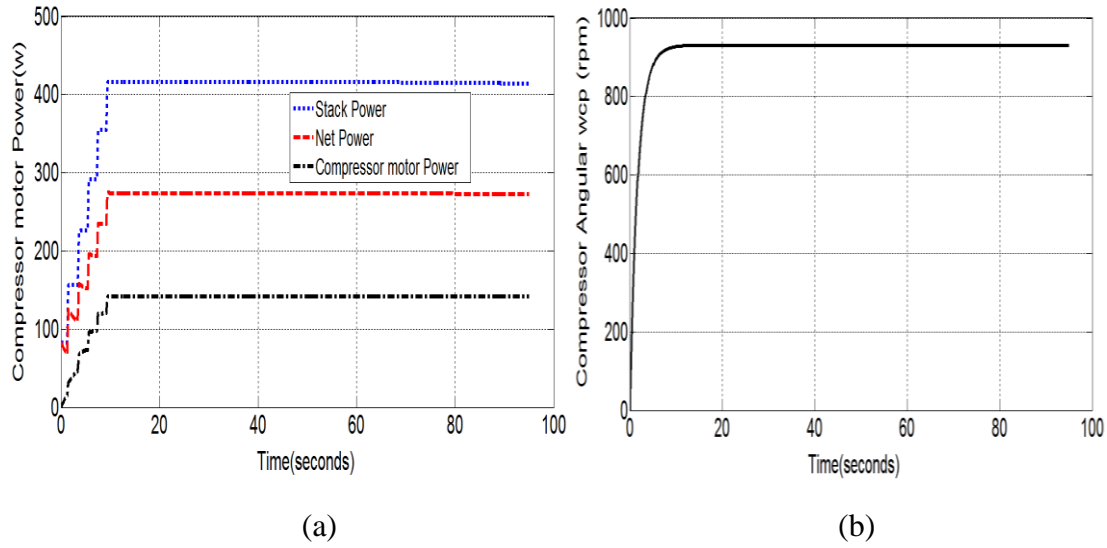 500
400
300
200
100
0
Compressor motor Power(w)
Stack Power
Net Power
Compressor motor Power
0 20 40 60 80 100
Time(seconds)
(a)
1000
800
600
400
200
0
Compressor Angular wcp (rpm)
0 20 40 60 80 100
Time(seconds)
(b)